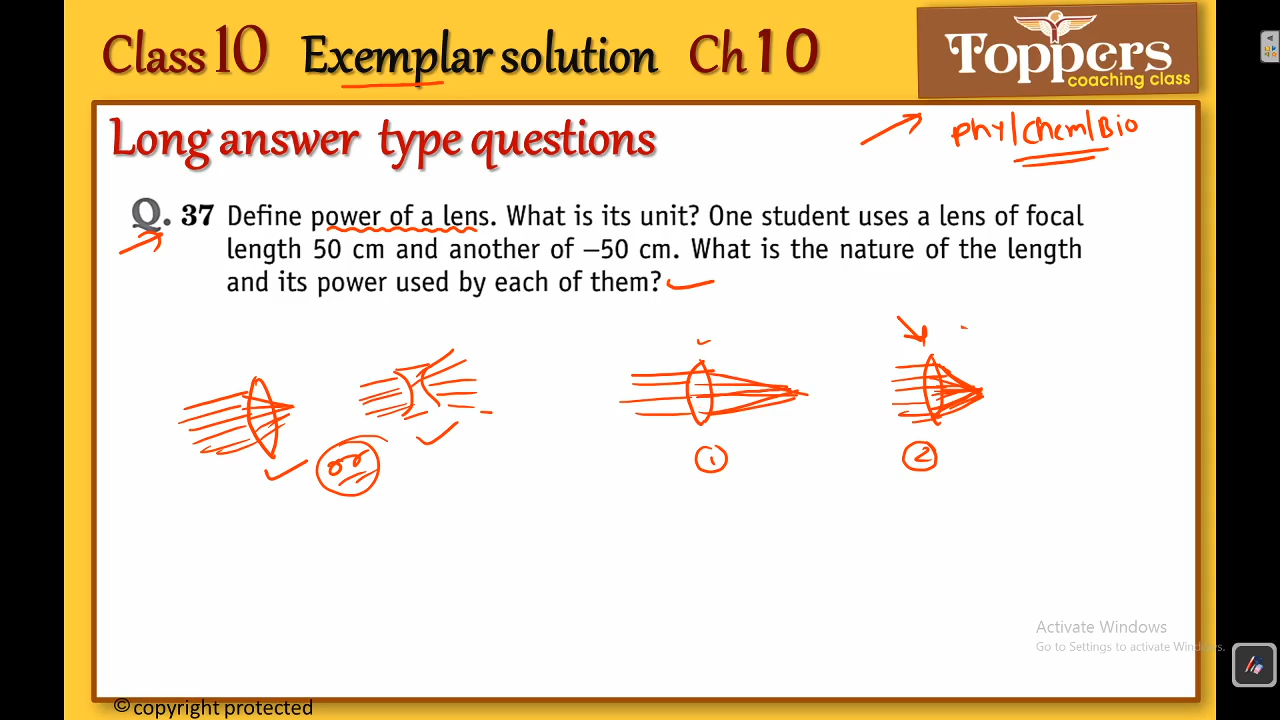 Class 10 Exemplar solution Ch 10
TOPPERS
coaching class
Long answer type questions
phy/chem/Bio
Q. 37 Define power of a lens. What is its unit? One student uses a lens of focal
length 50 cm and another of –50 cm. What is the nature of the length
and its power used by each of them?
or
1
2
Activate Windows
Go to Settings to activate Windows.
© copyright protected